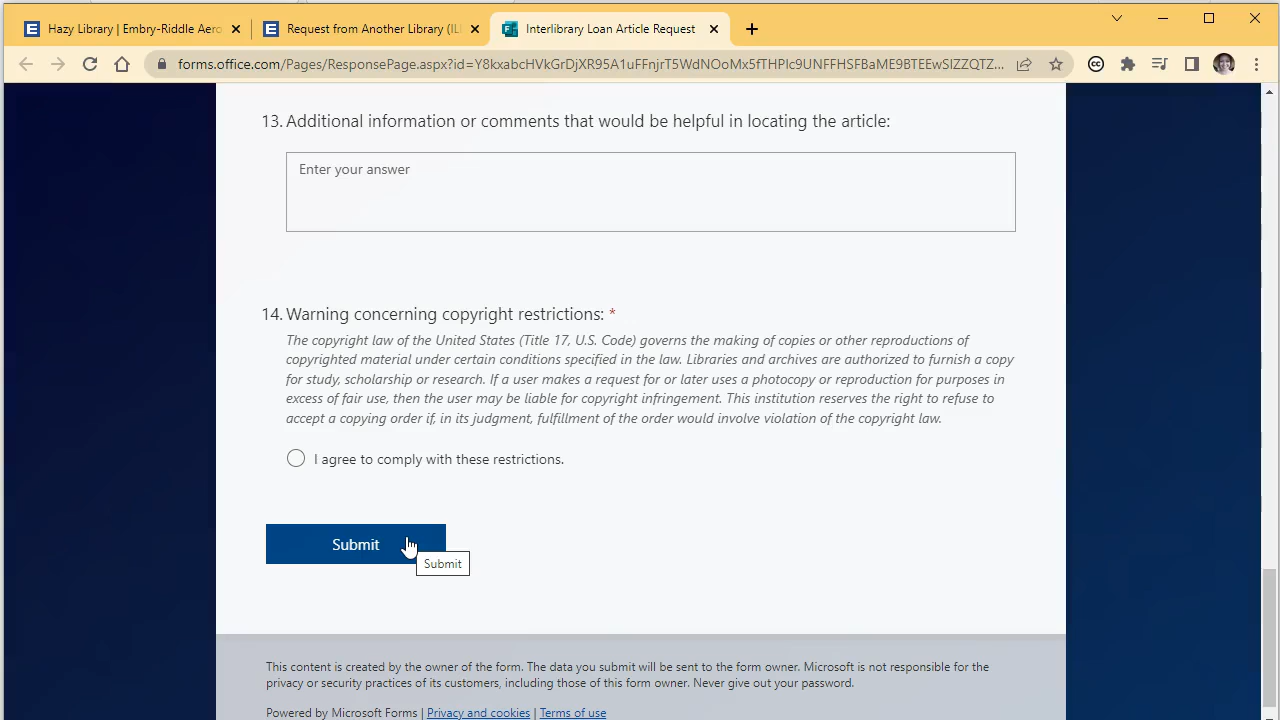 Hazy Library | Embry-Riddle Aero
Request from Another Library (ILL
Interlibrary Loan Article Request
forms.office.com/Pages/ResponsePage.aspx?id=Y8KxabcHVkGrDjXR95A1uFFnjrT5WdNOoMx5fTHPIc9UNFFHSFBaME9BTEEwSlZZQTZ...
13. Additional information or comments that would be helpful in locating the article:
Enter your answer
14. Warning concerning copyright restrictions: *
The copyright law of the United States (Title 17, U.S. Code) governs the making of copies or other reproductions of
copyrighted material under certain conditions specified in the law. Libraries and archives are authorized to furnish a copy
for study, scholarship or research. If a user makes a request for or later uses a photocopy or reproduction for purposes in
excess of fair use, then the user may be liable for copyright infringement. This institution reserves the right to refuse to
accept a copying order if, in its judgment, fulfillment of the order would involve violation of the copyright law.
I agree to comply with these restrictions.
Submit
Submit
This content is created by the owner of the form. The data you submit will be sent to the form owner. Microsoft is not responsible for the
privacy or security practices of its customers, including those of this form owner. Never give out your password.
Powered by Microsoft Forms | Privacy and cookies | Terms of use